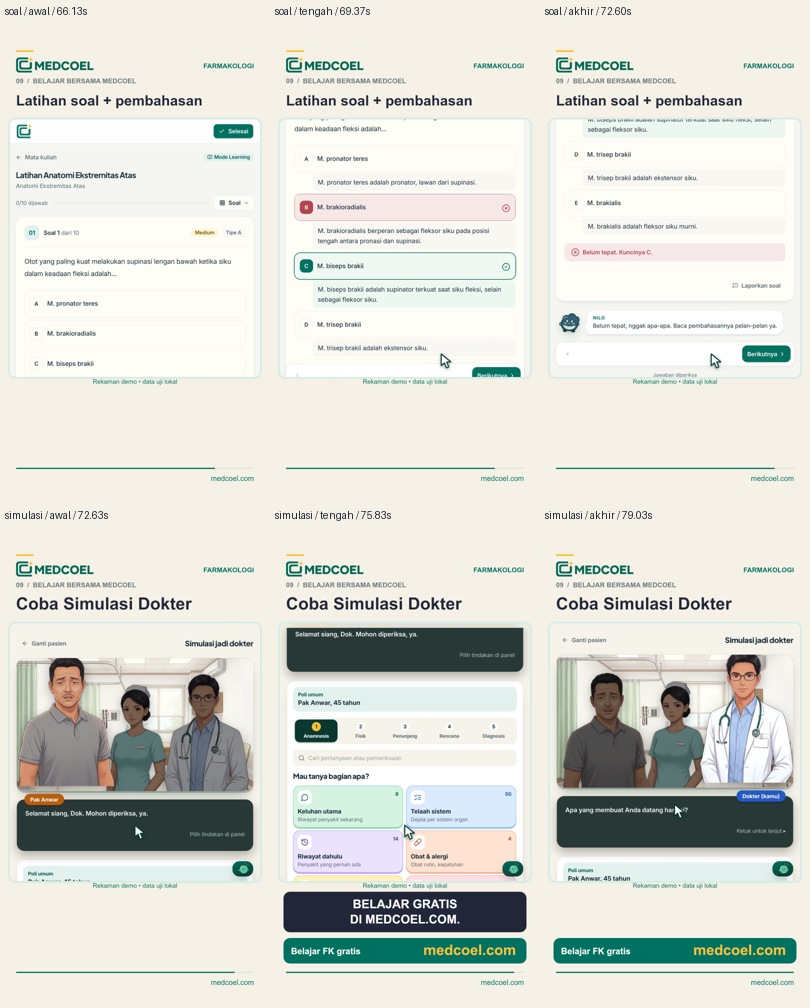 soal / awal / 66.13s
MEDCOEL
FARMAKOLOGI
09 / BELAJAR BERSAMA MEDCOEL
Latihan soal + pembahasan
Selesai
Mata kuliah
Mode Learning
Latihan Anatomi Ekstremitas Atas
Anatomi Ekstremitas Atas
0/10 dijawab
Soal
01 Soal 1 dari 10
Medium
Tipe A
Otot yang paling kuat melakukan supinasi lengan bawah ketika siku
dalam keadaan fleksi adalah...
A M. pronator teres
B M. brakioradialis
C M. biseps brakii
Rekaman demo • data uji lokal
medcoel.com
soal / tengah / 69.37s
MEDCOEL
FARMAKOLOGI
09 / BELAJAR BERSAMA MEDCOEL
Latihan soal + pembahasan
dalam keadaan fleksi adalah...
A M. pronator teres
M. pronator teres adalah pronator, lawan dari supinasi.
B M. brakioradialis
M. brakioradialis berperan sebagai fleksor siku pada posisi
tengah antara pronasi dan supinasi.
C M. biseps brakii
M. biseps brakii adalah supinator terkuat saat siku fleksi, selain
sebagai fleksor siku.
D M. trisep brakii
M. trisep brakii adalah ekstensor siku.
Berikutnya
Rekaman demo • data uji lokal
medcoel.com
soal / akhir / 72.60s
MEDCOEL
FARMAKOLOGI
09 / BELAJAR BERSAMA MEDCOEL
Latihan soal + pembahasan
M. biseps brakii adalah supinator terkuat saat siku fleksi, selain
sebagai fleksor siku.
D M. trisep brakii
M. trisep brakii adalah ekstensor siku.
E M. brakialis
M. brakialis adalah fleksor siku murni.
Belum tepat. Kuncinya C.
Laporkan soal
NILO
Belum tepat, nggak apa-apa. Baca pembahasannya pelan-pelan ya.
Berikutnya
Jawaban diperiksa
Rekaman demo • data uji lokal
medcoel.com
simulasi / awal / 72.63s
MEDCOEL
FARMAKOLOGI
09 / BELAJAR BERSAMA MEDCOEL
Coba Simulasi Dokter
Ganti pasien
Simulasi jadi dokter
Pak Anwar
Selamat siang, Dok. Mohon diperiksa, ya.
Pilih tindakan di panel
Poli umum
Pak Anwar, 45 tahun
Rekaman demo • data uji lokal
medcoel.com
simulasi / tengah / 75.83s
MEDCOEL
FARMAKOLOGI
09 / BELAJAR BERSAMA MEDCOEL
Coba Simulasi Dokter
Selamat siang, Dok. Mohon diperiksa, ya.
Pilih tindakan di panel
Poli umum
Pak Anwar, 45 tahun
1 2 3 4 5
Anamnesis Fisik Penunjang Rencana Diagnosis
Cari pertanyaan atau pemeriksaan
Mau tanya bagian apa?
9
Keluhan utama
Riwayat penyakit sekarang
50
Telaah sistem
Gejala per sistem organ
14
Riwayat dahulu
Penyakit yang pernah ada
4
Obat & alergi
Obat rutin, kepatuhan
Rekaman demo • data uji lokal
BELAJAR GRATIS
DI MEDCOEL.COM.
Belajar FK gratis medcoel.com
medcoel.com
simulasi / akhir / 79.03s
MEDCOEL
FARMAKOLOGI
09 / BELAJAR BERSAMA MEDCOEL
Coba Simulasi Dokter
Ganti pasien
Simulasi jadi dokter
Dokter (kamu)
Apa yang membuat Anda datang
Ketuk untuk lanjut
Poli umum
Pak Anwar, 45 tahun
Rekaman demo • data uji lokal
Belajar FK gratis medcoel.com
medcoel.com